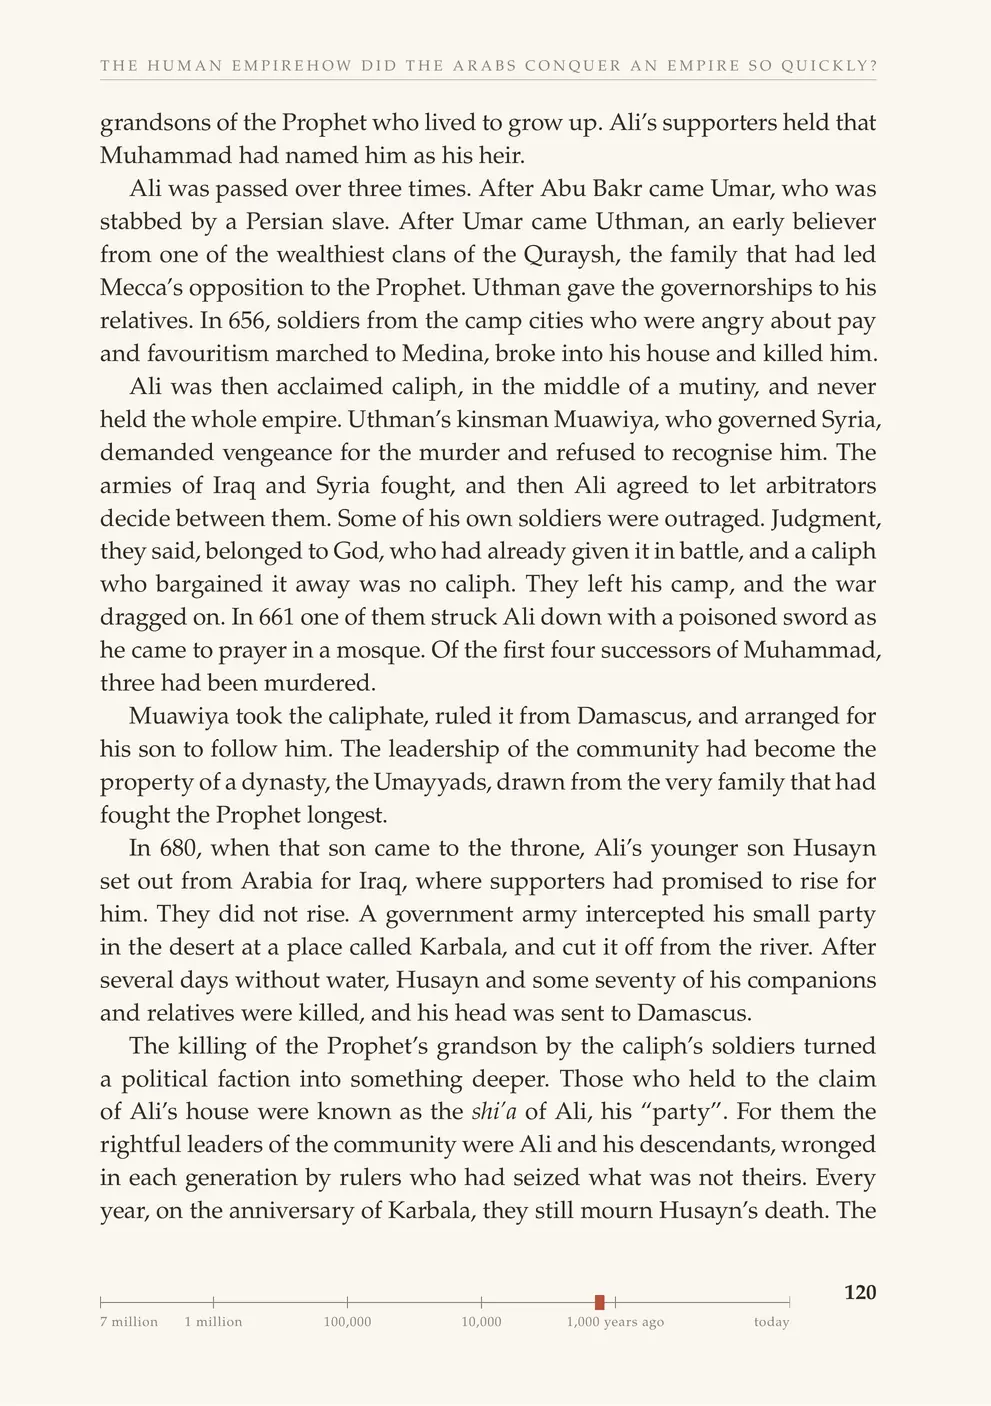 THE HUMAN EMPIREHOW DID THE ARABS CONQUER AN EMPIRE SO QUICKLY?
grandsons of the Prophet who lived to grow up. Ali’s supporters held that
Muhammad had named him as his heir.
Ali was passed over three times. After Abu Bakr came Umar, who was
stabbed by a Persian slave. After Umar came Uthman, an early believer
from one of the wealthiest clans of the Quraysh, the family that had led
Mecca’s opposition to the Prophet. Uthman gave the governorships to his
relatives. In 656, soldiers from the camp cities who were angry about pay
and favouritism marched to Medina, broke into his house and killed him.
Ali was then acclaimed caliph, in the middle of a mutiny, and never
held the whole empire. Uthman’s kinsman Muawiya, who governed Syria,
demanded vengeance for the murder and refused to recognise him. The
armies of Iraq and Syria fought, and then Ali agreed to let arbitrators
decide between them. Some of his own soldiers were outraged. Judgment,
they said, belonged to God, who had already given it in battle, and a caliph
who bargained it away was no caliph. They left his camp, and the war
dragged on. In 661 one of them struck Ali down with a poisoned sword as
he came to prayer in a mosque. Of the first four successors of Muhammad,
three had been murdered.
Muawiya took the caliphate, ruled it from Damascus, and arranged for
his son to follow him. The leadership of the community had become the
property of a dynasty, the Umayyads, drawn from the very family that had
fought the Prophet longest.
In 680, when that son came to the throne, Ali’s younger son Husayn
set out from Arabia for Iraq, where supporters had promised to rise for
him. They did not rise. A government army intercepted his small party
in the desert at a place called Karbala, and cut it off from the river. After
several days without water, Husayn and some seventy of his companions
and relatives were killed, and his head was sent to Damascus.
The killing of the Prophet’s grandson by the caliph’s soldiers turned
a political faction into something deeper. Those who held to the claim
of Ali’s house were known as the shi’a of Ali, his “party”. For them the
rightful leaders of the community were Ali and his descendants, wronged
in each generation by rulers who had seized what was not theirs. Every
year, on the anniversary of Karbala, they still mourn Husayn’s death. The
120
7 million 1 million 100,000 10,000 1,000 years ago today